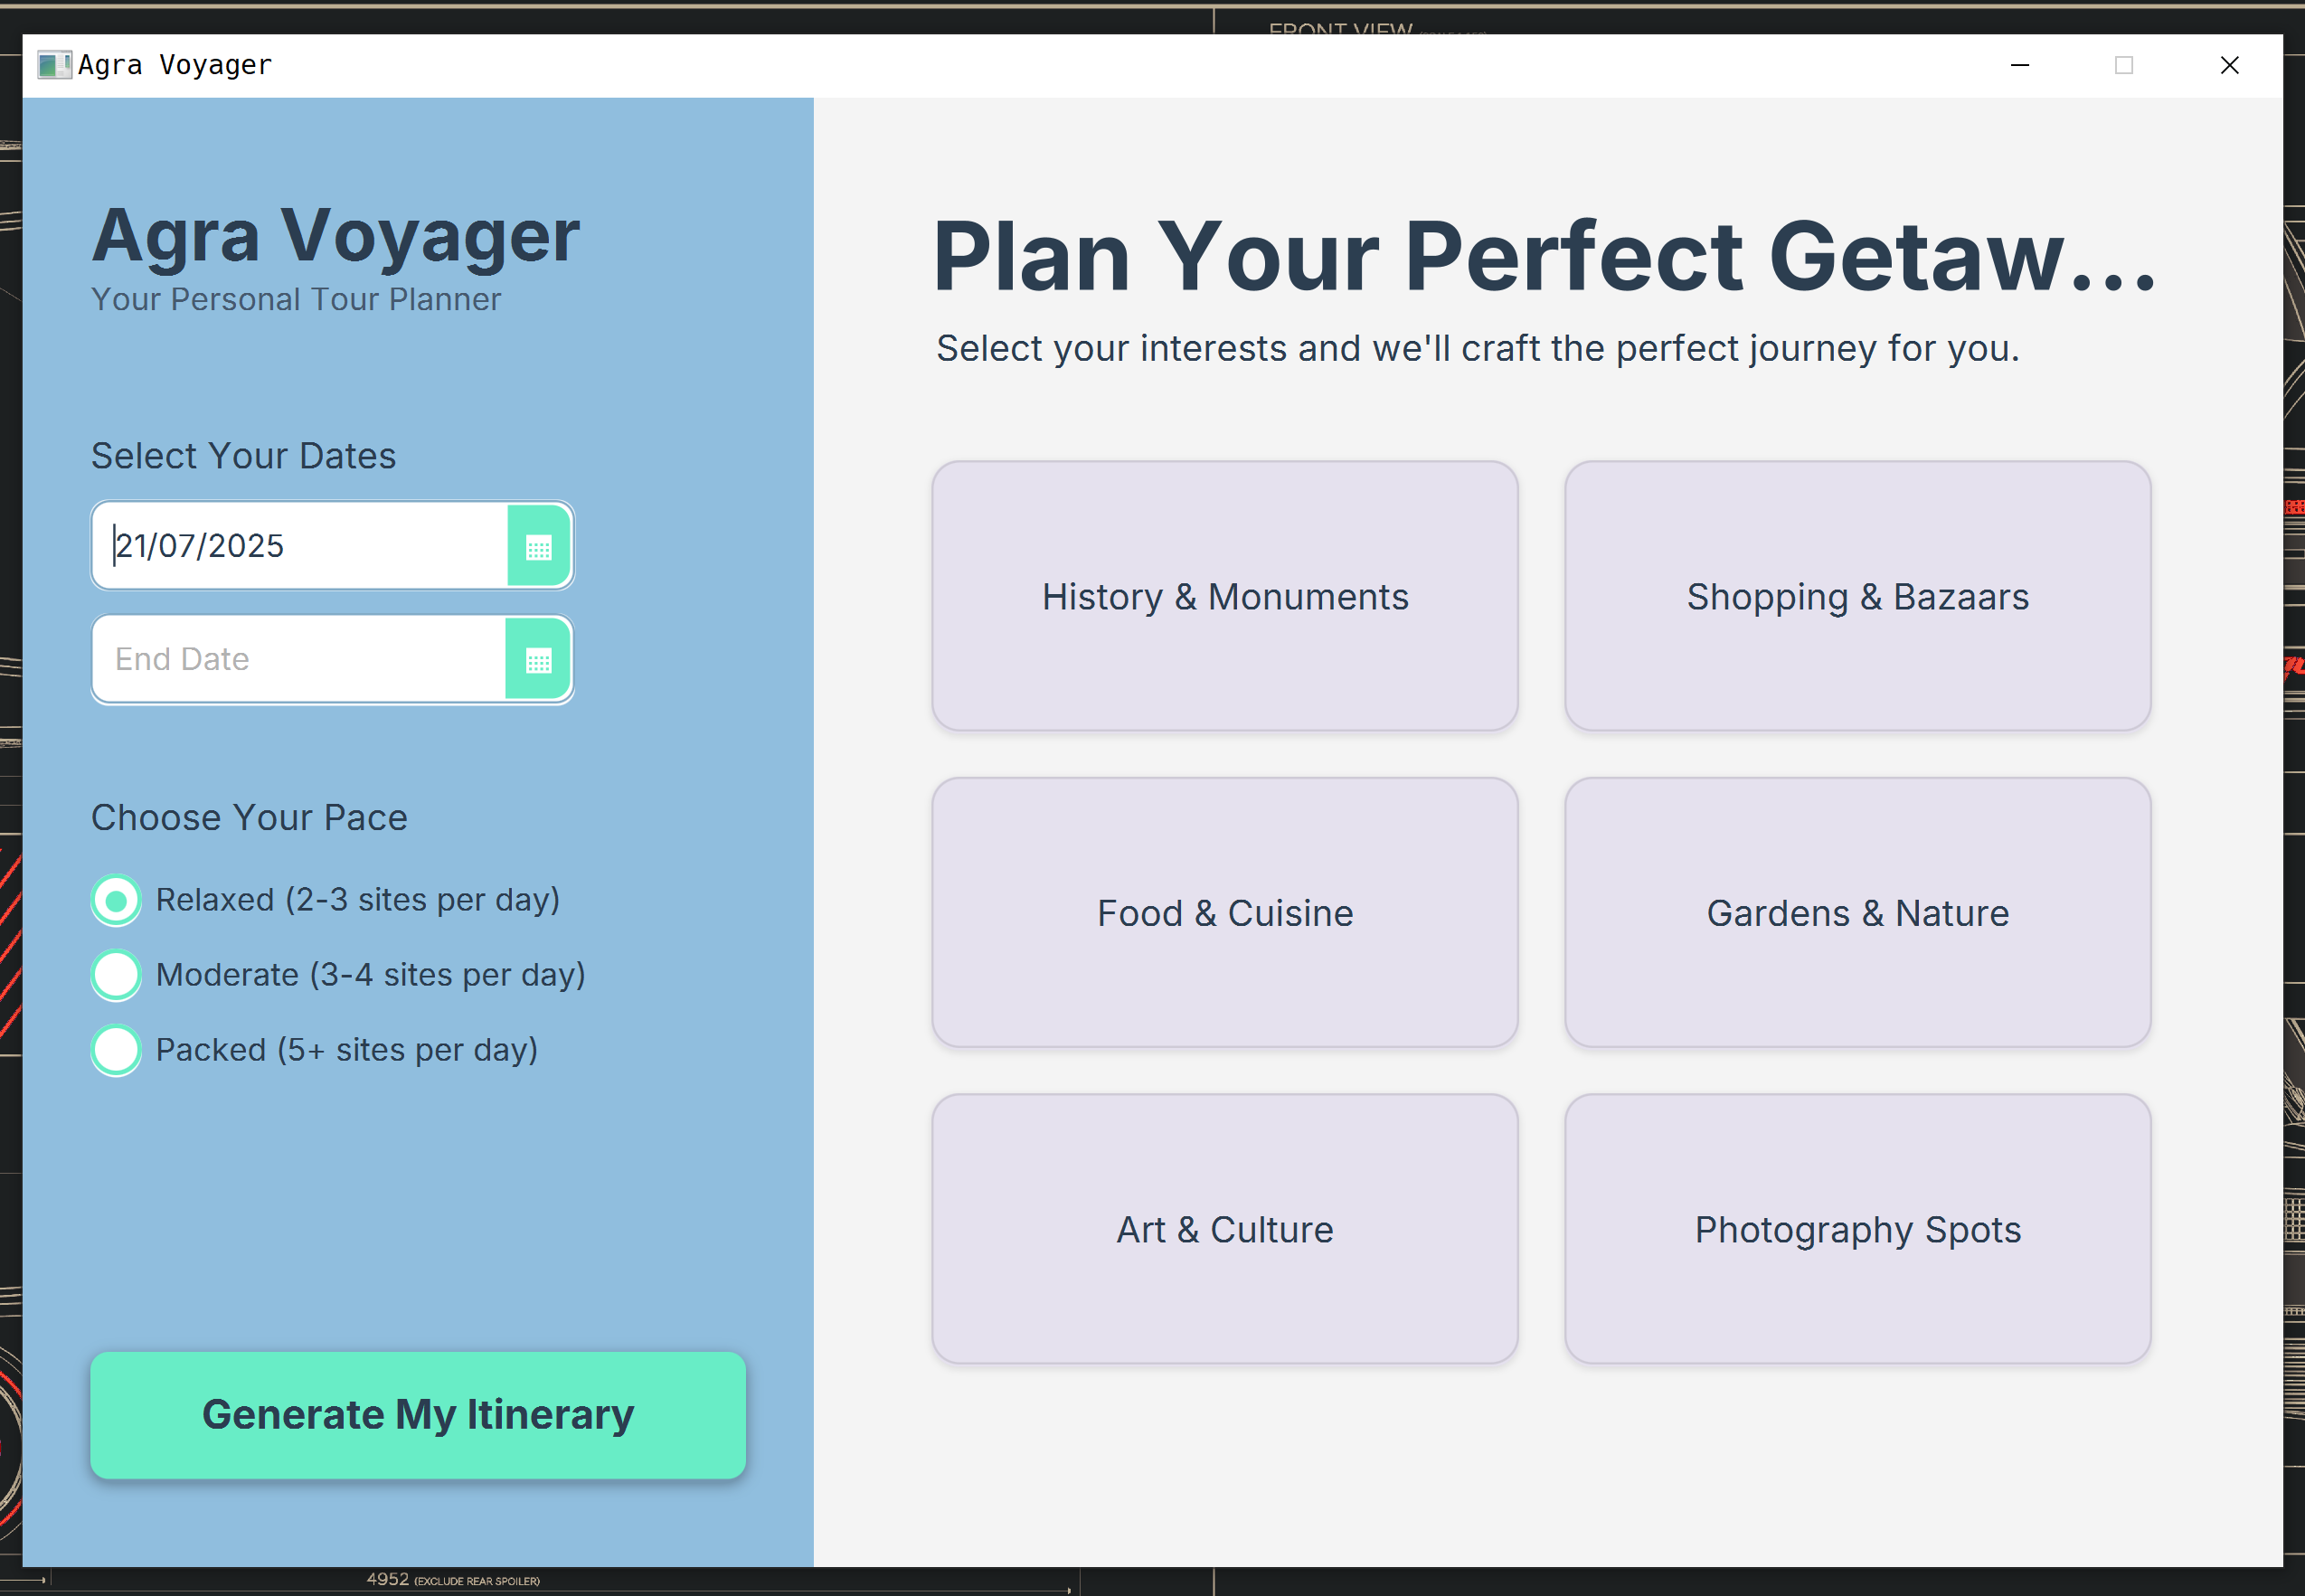 FRONT VIEW
Agra Voyager
Agra Voyager
Your Personal Tour Planner
Select Your Dates
21/07/2025
End Date
Choose Your Pace
Relaxed (2-3 sites per day)
Moderate (3-4 sites per day)
Packed (5+ sites per day)
Generate My Itinerary
Plan Your Perfect Getaw...
Select your interests and we'll craft the perfect journey for you.
History & Monuments
Shopping & Bazaars
Food & Cuisine
Gardens & Nature
Art & Culture
Photography Spots
4952 (EXCLUDE REAR SPOILER)